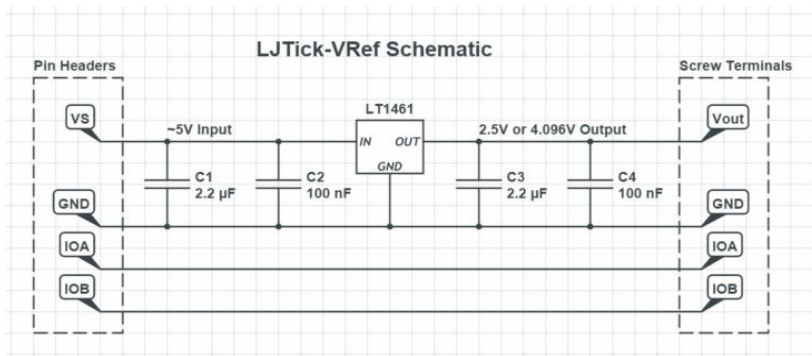 LJTick-VRef Schematic
Pin Headers
Screw Terminals
LT1461
VS
~5V Input
IN
OUT
GND
2.5V or 4.096V Output
Vout
C1
2.2 µF
C2
100 nF
C3
2.2 µF
C4
100 nF
GND
GND
IOA
IOA
IOB
IOB